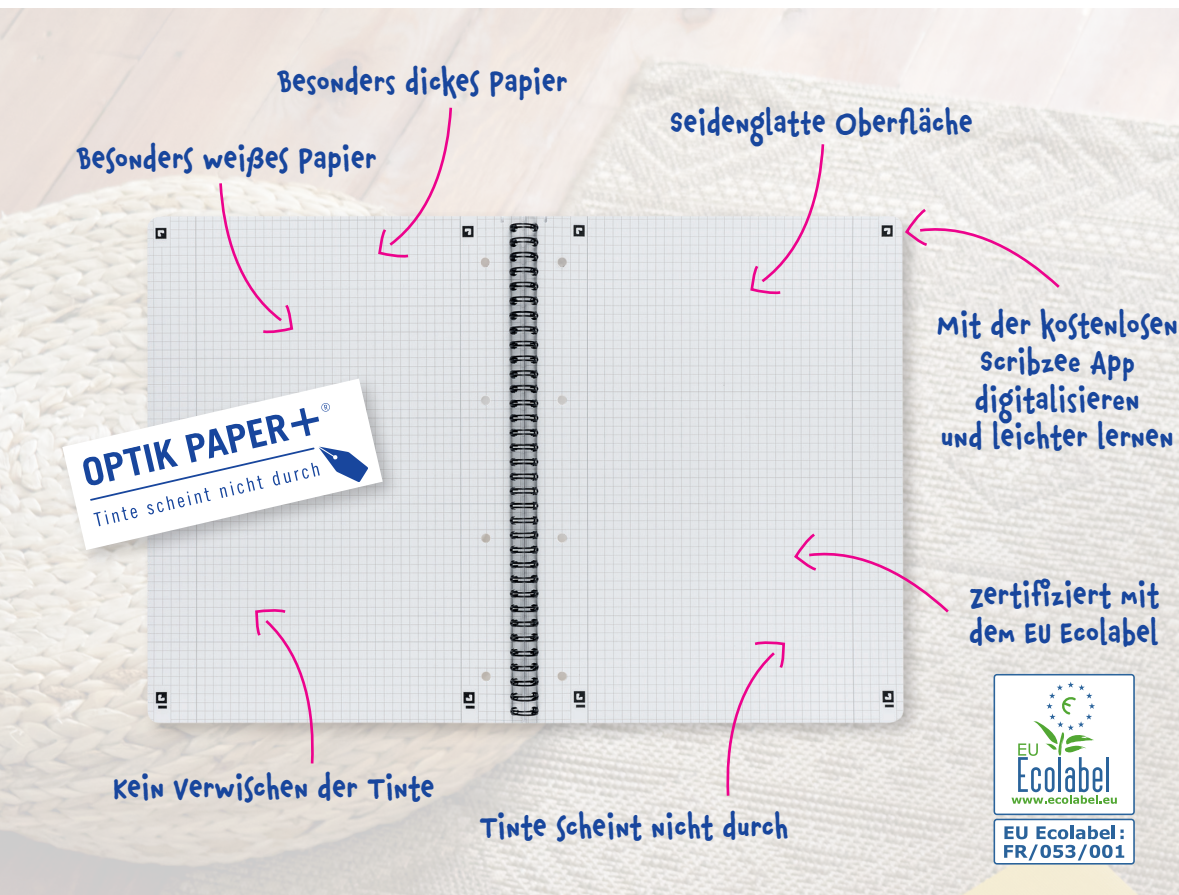 Besonders dickes Papier
seidenglatte Oberfläche
Besonders weißes Papier
Mit der kostenlosen
Scribzee App
digitalisieren
und leichter lernen
OPTIK PAPER+®
Tinte scheint nicht durch
zertifiziert mit
dem EU Ecolabel
Kein Verwischen der Tinte
Tinte scheint nicht durch
EU
Ecolabel
www.ecolabel.eu
EU Ecolabel:
FR/053/001